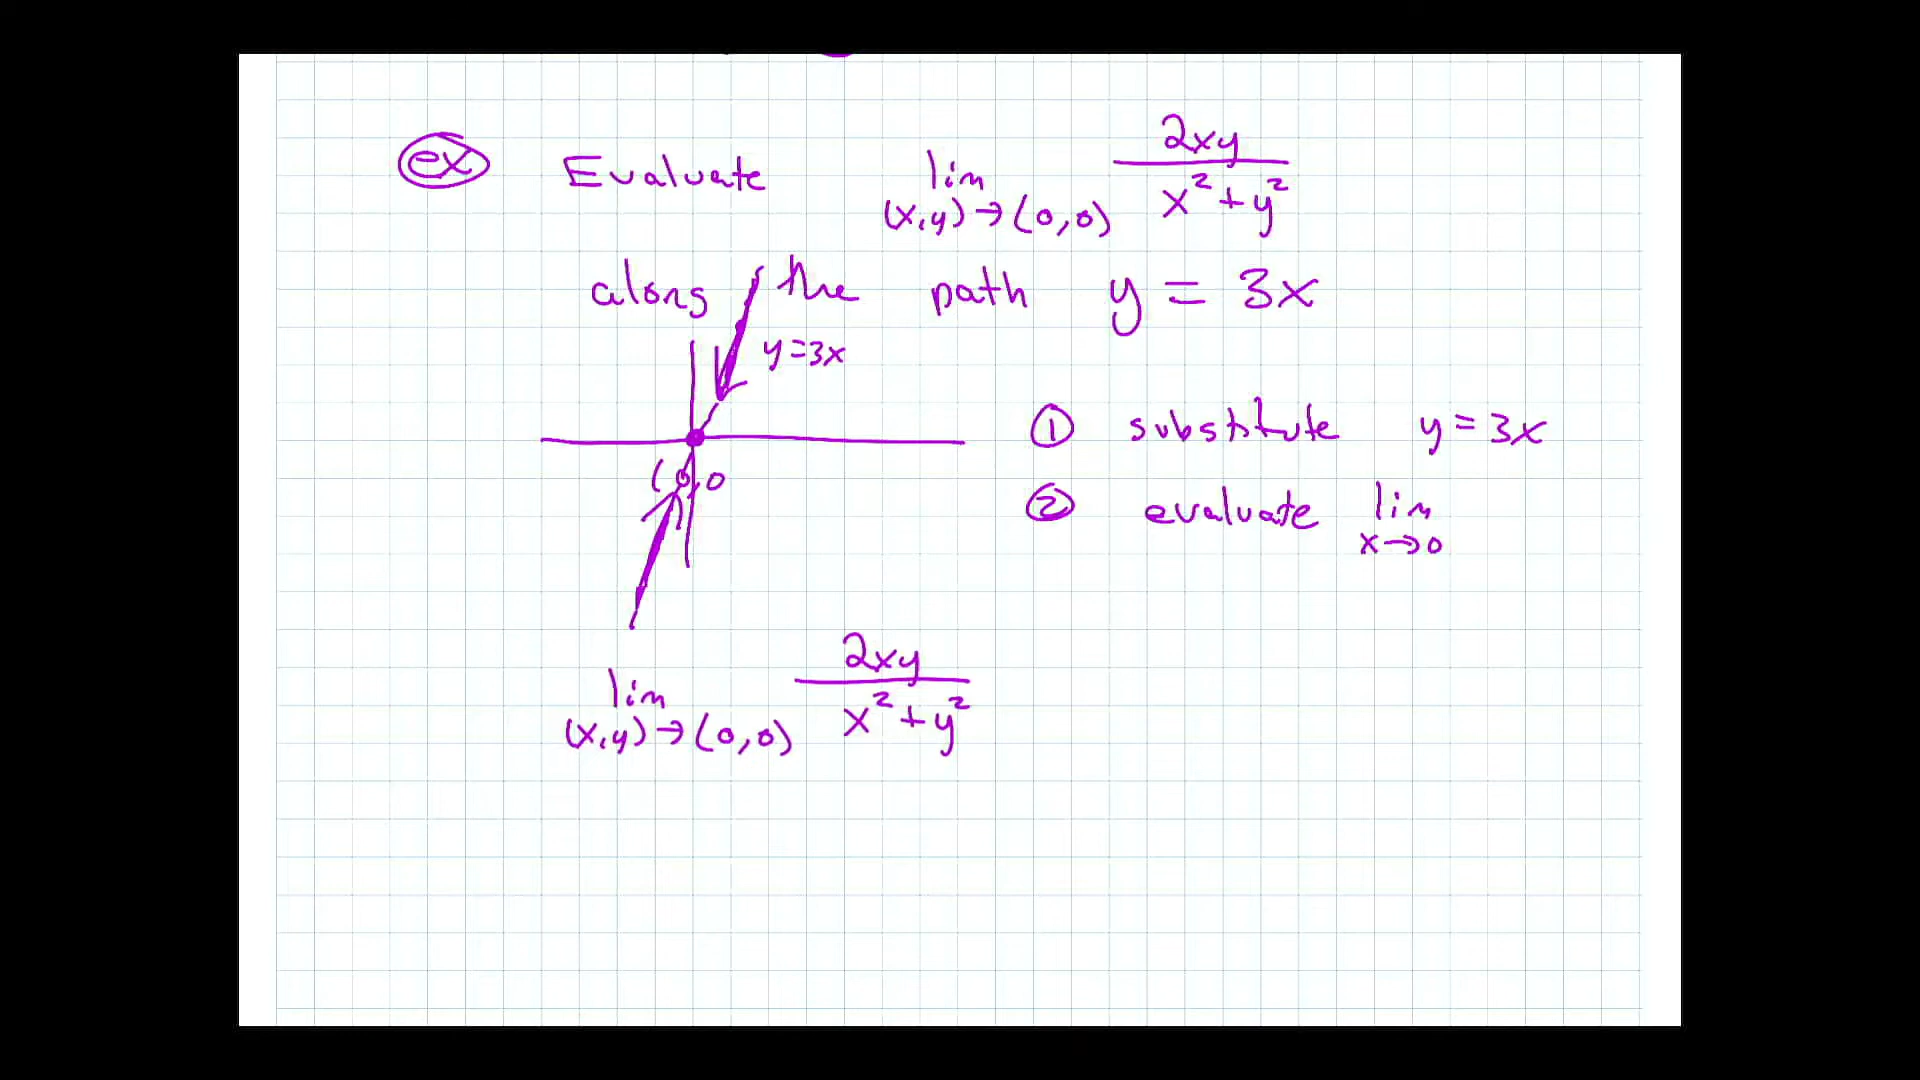 ex Evaluate lim (x,y)→(0,0) 2xy / x²+y²
along the path y = 3x
y=3x
(0,0
① substitute y = 3x
② evaluate lim x→0
lim (x,y)→(0,0) 2xy / x²+y²